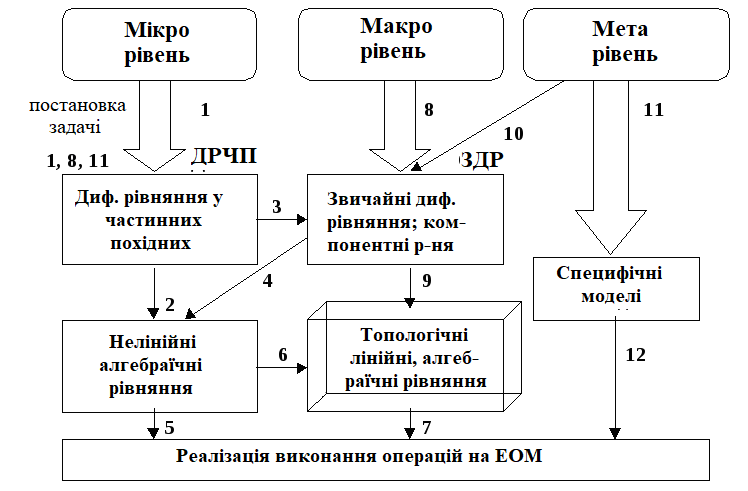 Мікро
рівень
Макро
рівень
Мета
рівень
постановка
задачі
1
8
11
10
1, 8, 11
ДРЧП
ЗДР
Диф. рівняння у
частинних
похідних
3
Звичайні диф.
рівняння; ком-
понентні р-ня
Специфічні
моделі
2
4
9
Нелінійні
алгебраїчні
рівняння
6
Топологічні
лінійні, алгеб-
раїчні рівняння
12
5
7
Реалізація виконання операцій на ЕОМ